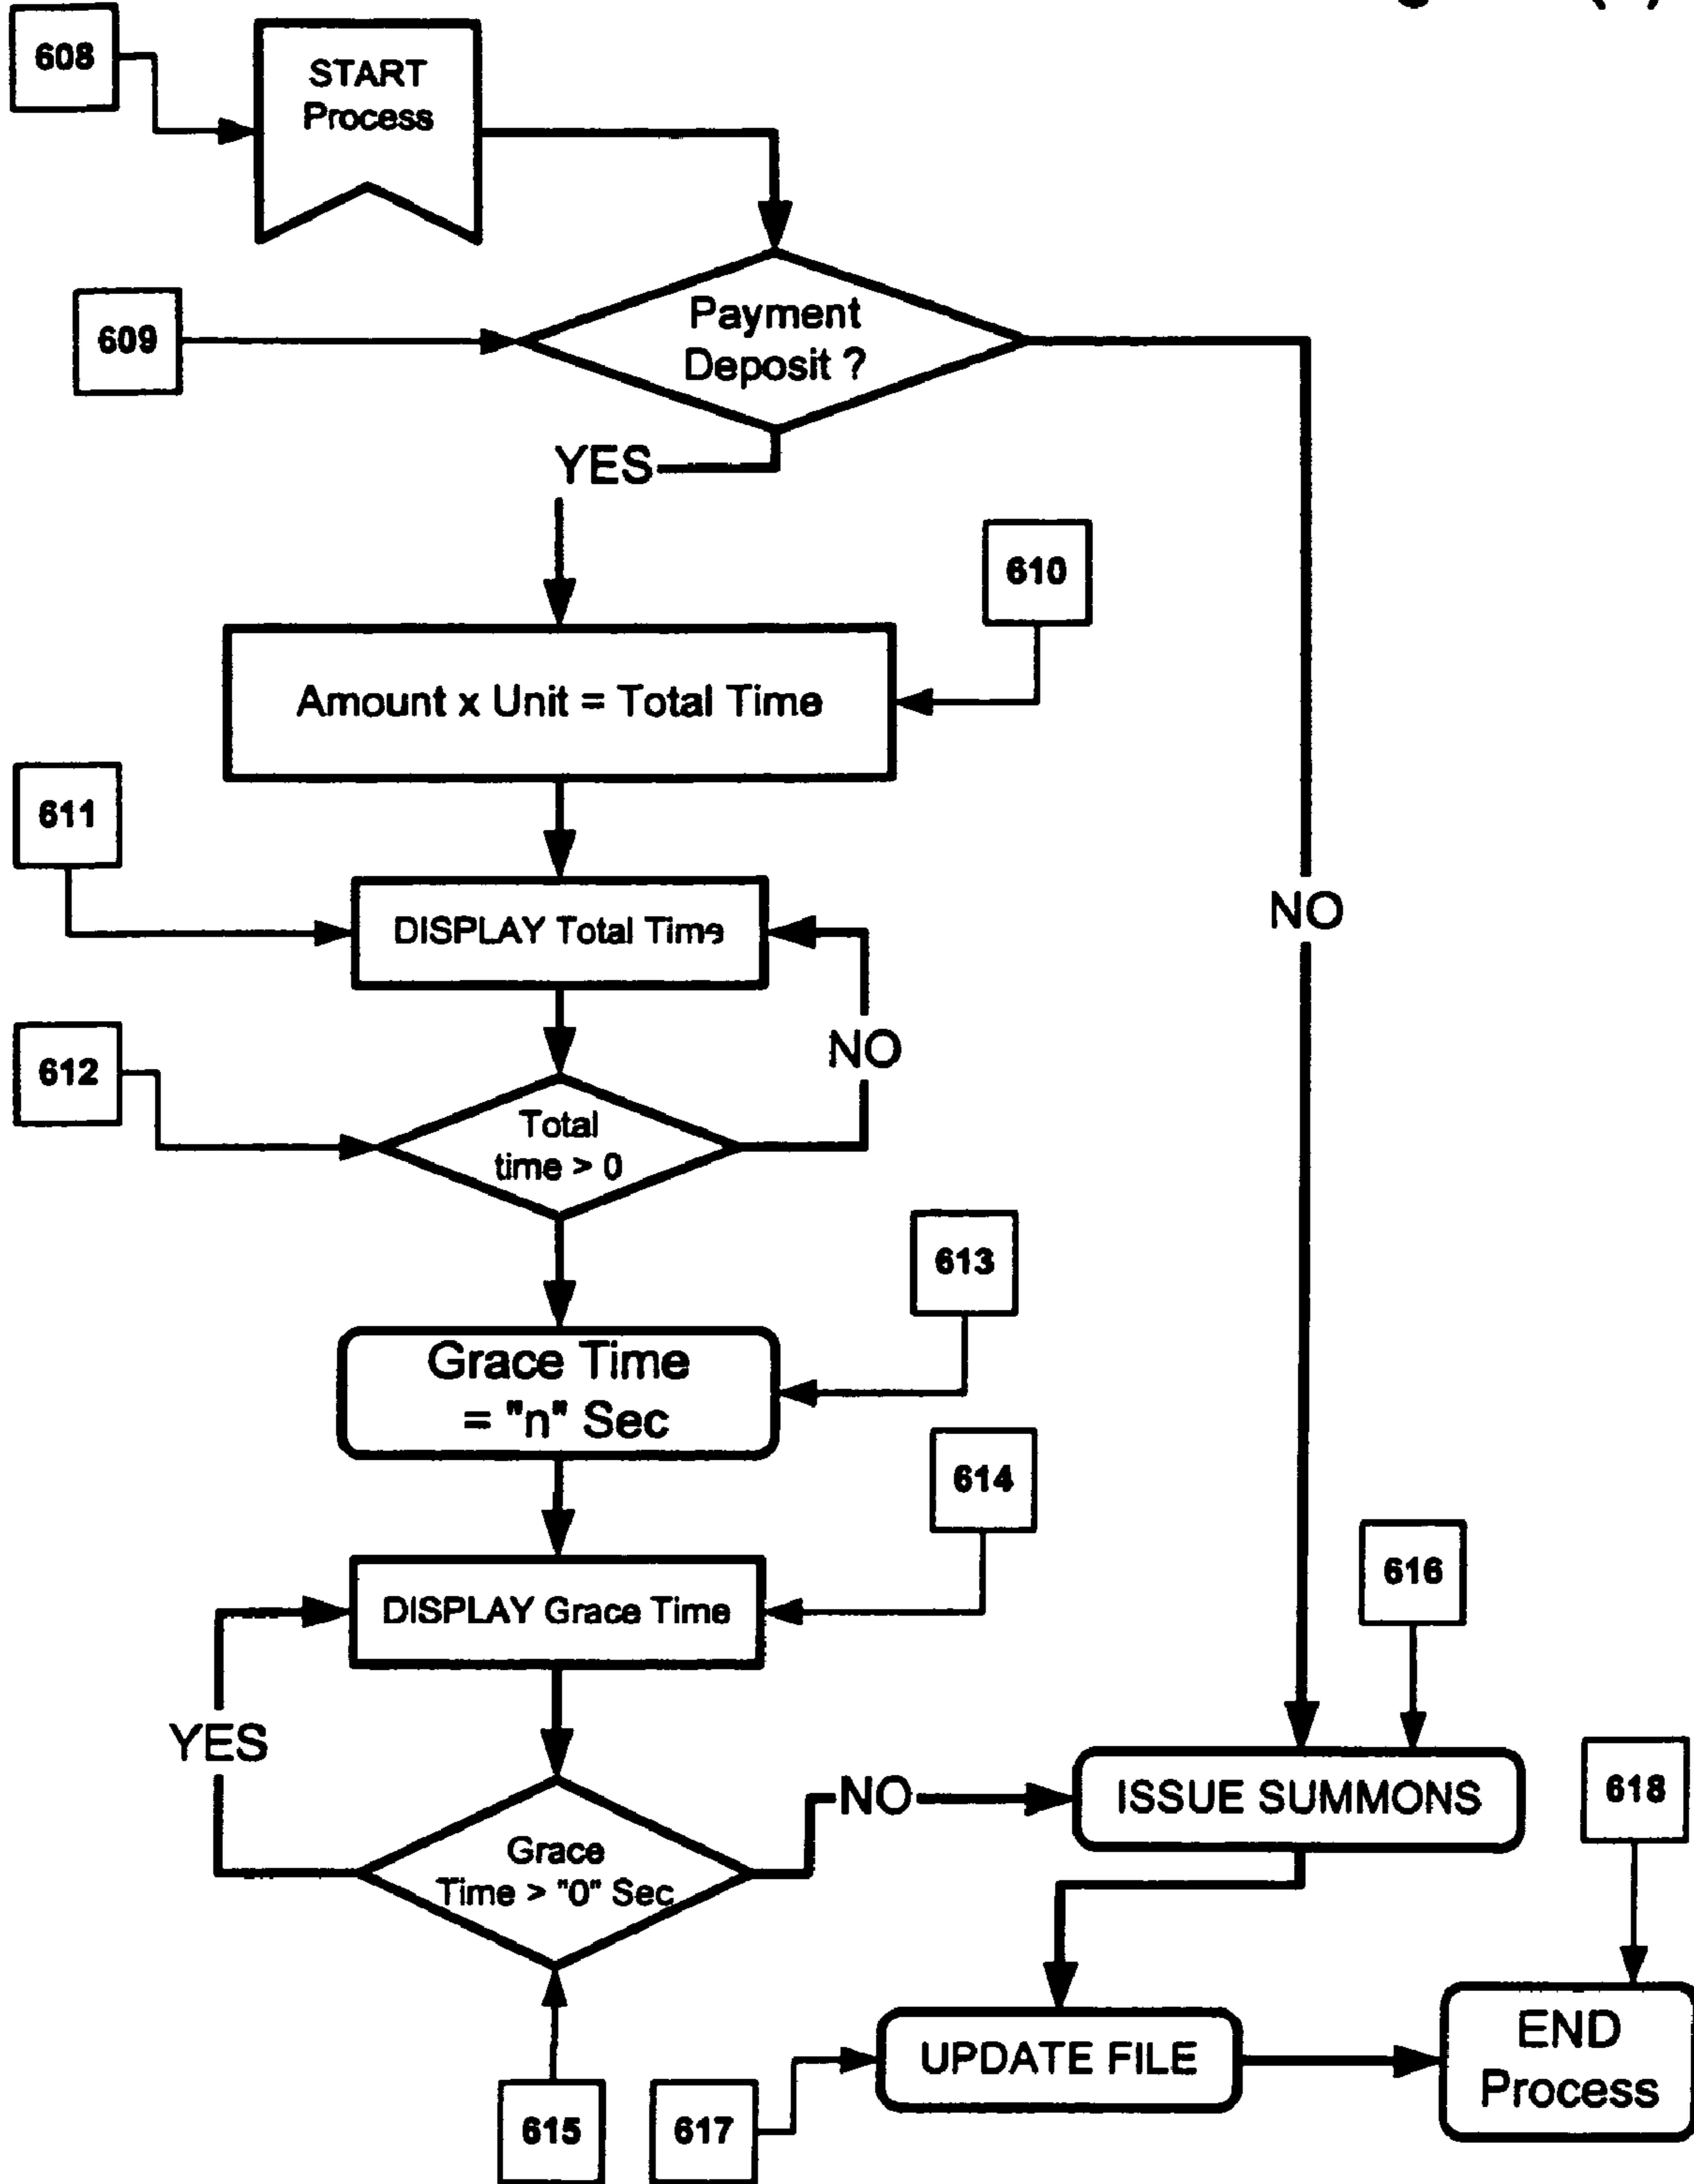 608
START
Process
609
Payment
Deposit ?
YES
610
Amount x Unit = Total Time
611
DISPLAY Total Time
NO
NO
612
Total
time > 0
613
Grace Time
= "n" Sec
614
DISPLAY Grace Time
616
YES
NO
ISSUE SUMMONS
618
Grace
Time > "0" Sec
UPDATE FILE
END
Process
615
617